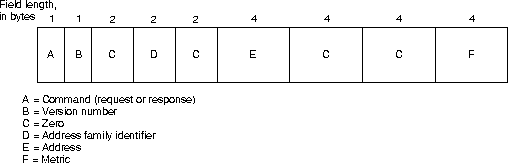 Field length,
in bytes 1 1 2 2 2 4 4 4 4
A B C D C E C C F
A = Command (request or response)
B = Version number
C = Zero
D = Address family identifier
E = Address
F = Metric